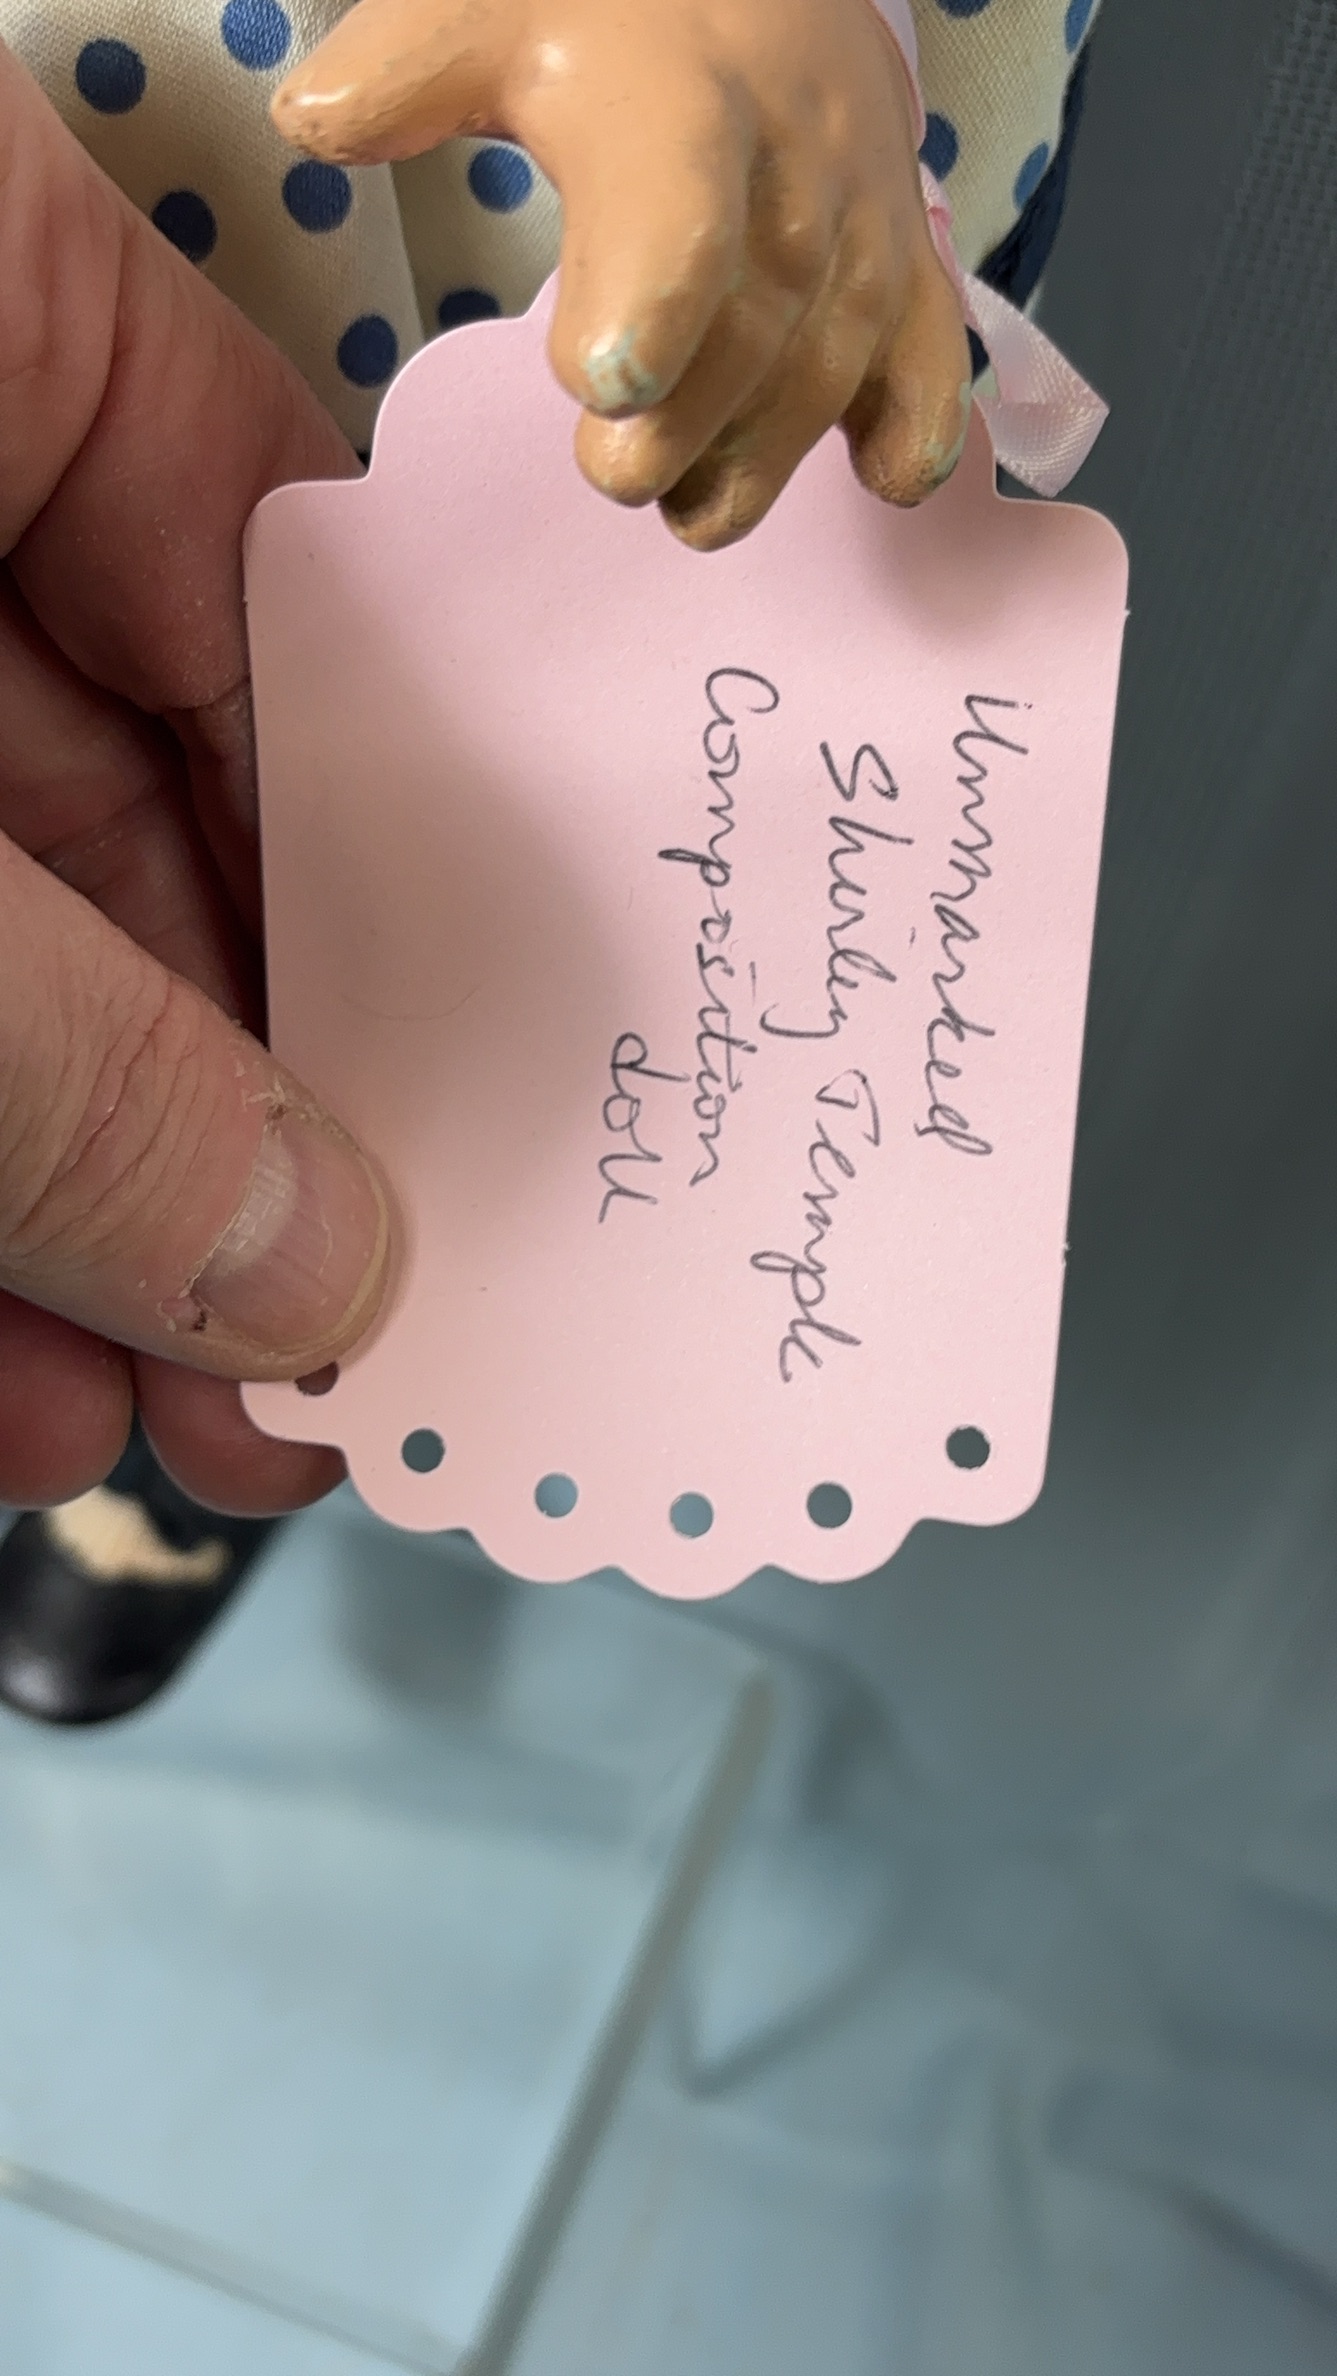 Unmarked
Shirley Temple
Composition
doll